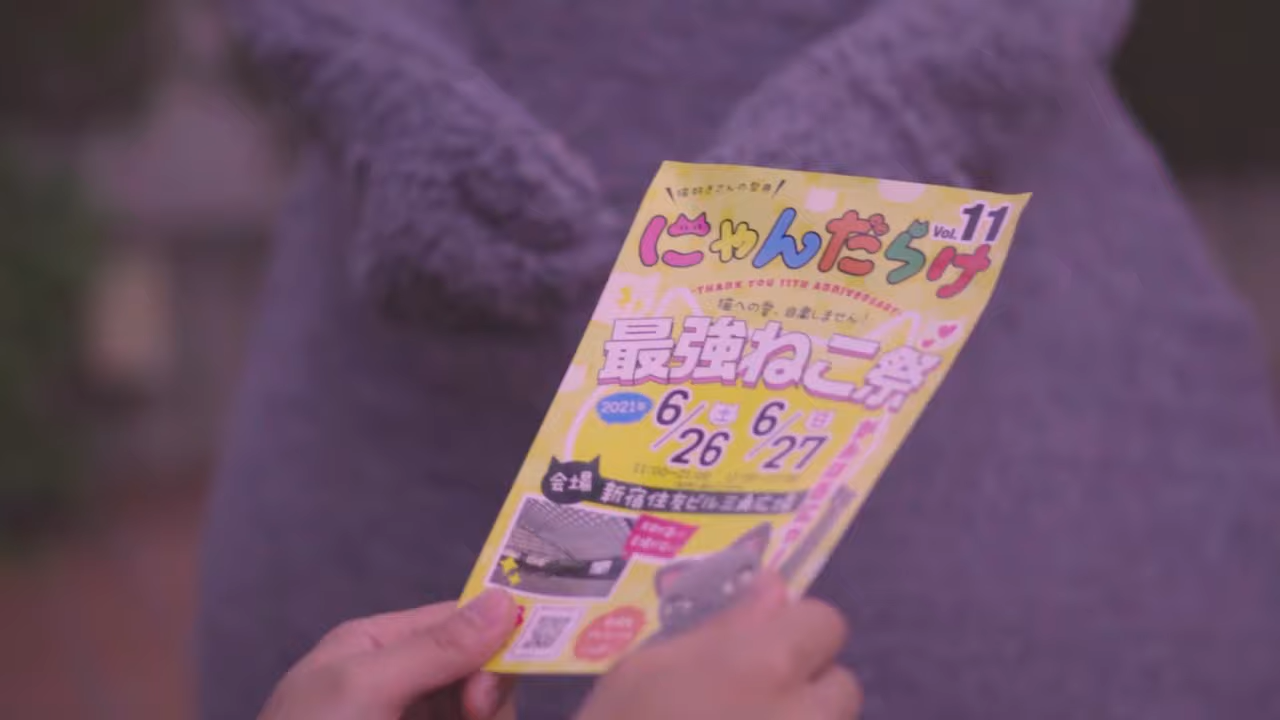 猫好きさんの祭典
にゃんだらけ Vol.11
-THANK YOU 11TH ANNIVERSARY-
猫への愛、自粛しません!
最強ねこ祭
2021年 6/26 土 6/27 日
会場 新宿住友ビル三角広場